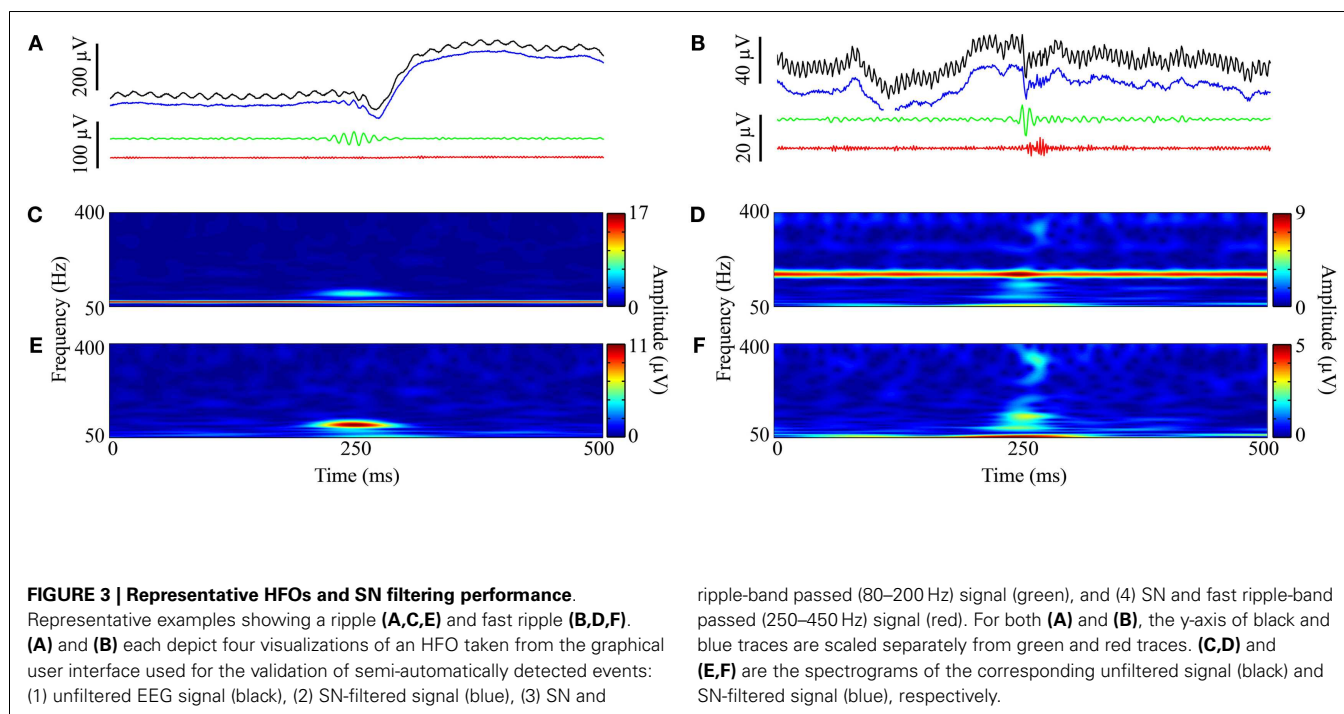 A
200 µV
100 µV
B
40 µV
20 µV
C
400
50
17
0
D
400
50
9
0
E
400
50
11
0
F
400
50
5
0
Frequency (Hz)
Amplitude (µV)
Frequency (Hz)
Amplitude (µV)
0
250
500
Time (ms)
0
250
500
Time (ms)
FIGURE 3 | Representative HFOs and SN filtering performance.
Representative examples showing a ripple (A,C,E) and fast ripple (B,D,F).
(A) and (B) each depict four visualizations of an HFO taken from the graphical
user interface used for the validation of semi-automatically detected events:
(1) unfiltered EEG signal (black), (2) SN-filtered signal (blue), (3) SN and
ripple-band passed (80–200 Hz) signal (green), and (4) SN and fast ripple-band
passed (250–450 Hz) signal (red). For both (A) and (B), the y-axis of black and
blue traces are scaled separately from green and red traces. (C,D) and
(E,F) are the spectrograms of the corresponding unfiltered signal (black) and
SN-filtered signal (blue), respectively.